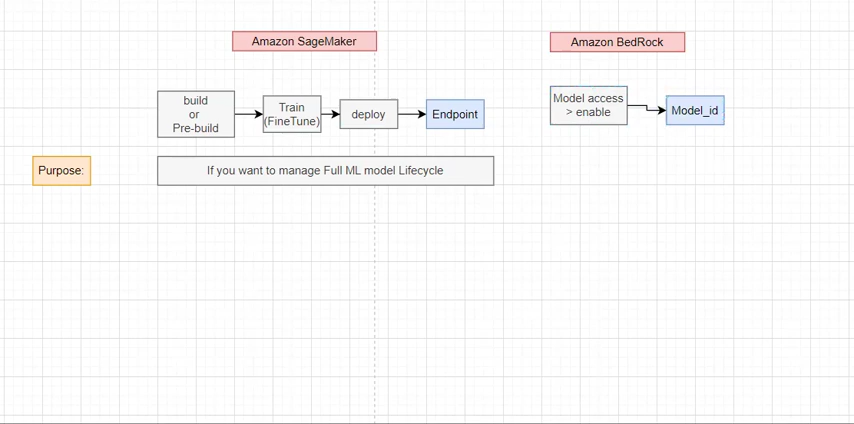 Amazon SageMaker
Amazon BedRock
build
or
Pre-build
Train
(FineTune)
deploy
Endpoint
Model access
> enable
Model_id
Purpose:
If you want to manage Full ML model Lifecycle